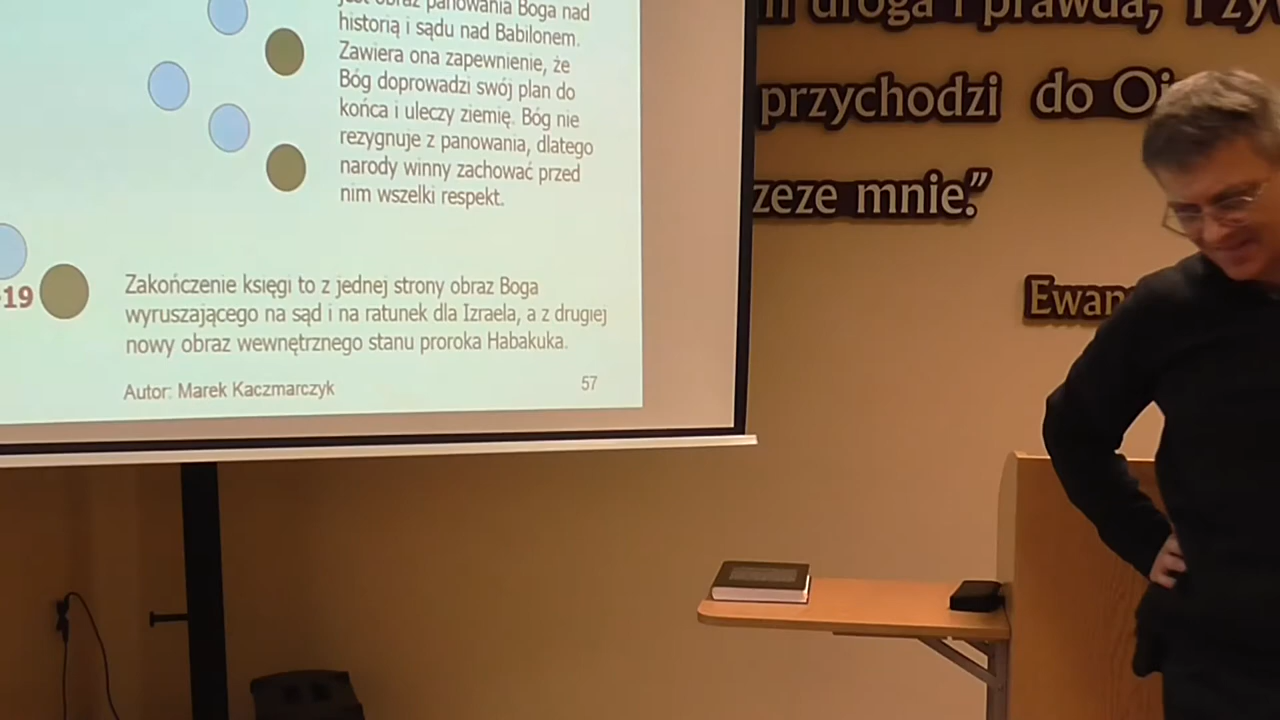 obraz panowania Boga nad
historią i sądu nad Babilonem.
Zawiera ona zapewnienie, że
Bóg doprowadzi swój plan do
końca i uleczy ziemię. Bóg nie
rezygnuje z panowania, dlatego
narody winny zachować przed
nim wszelki respekt.
-19
Zakończenie księgi to z jednej strony obraz Boga
wyruszającego na sąd i na ratunek dla Izraela, a z drugiej
nowy obraz wewnętrznego stanu proroka Habakuka.
Autor: Marek Kaczmarczyk
57
droga i prawda, i
przychodzi do
mnie."